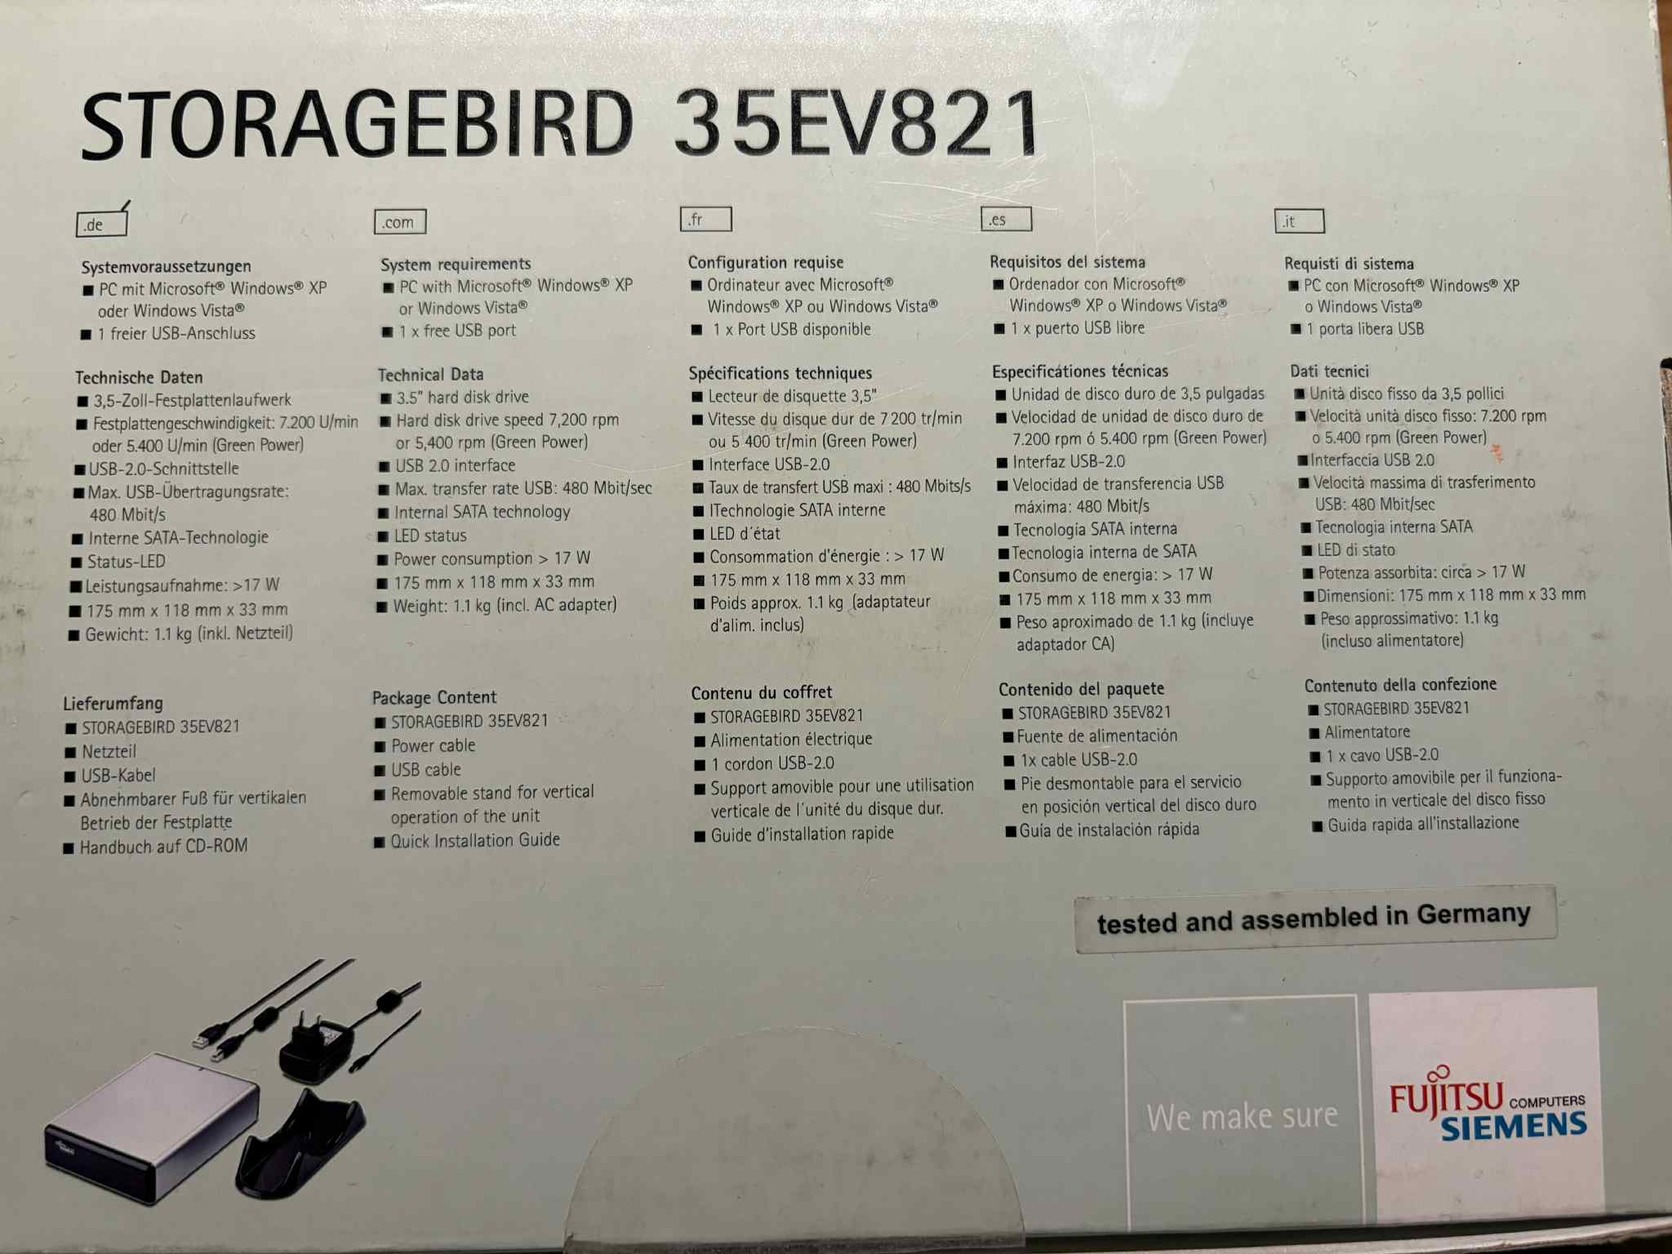 STORAGEBIRD 35EV821
.de
Systemvoraussetzungen
■ PC mit Microsoft® Windows® XP
oder Windows Vista®
■ 1 freier USB-Anschluss
Technische Daten
■ 3,5-Zoll-Festplattenlaufwerk
■ Festplattengeschwindigkeit: 7.200 U/min
oder 5.400 U/min (Green Power)
■ USB-2.0-Schnittstelle
■ Max. USB-Übertragungsrate:
480 Mbit/s
■ Interne SATA-Technologie
■ Status-LED
■ Leistungsaufnahme: >17 W
■ 175 mm x 118 mm x 33 mm
■ Gewicht: 1.1 kg (inkl. Netzteil)
Lieferumfang
■ STORAGEBIRD 35EV821
■ Netzteil
■ USB-Kabel
■ Abnehmbarer Fuß für vertikalen
Betrieb der Festplatte
■ Handbuch auf CD-ROM
.com
System requirements
■ PC with Microsoft® Windows® XP
or Windows Vista®
■ 1 x free USB port
Technical Data
■ 3.5" hard disk drive
■ Hard disk drive speed 7,200 rpm
or 5,400 rpm (Green Power)
■ USB 2.0 interface
■ Max. transfer rate USB: 480 Mbit/sec
■ Internal SATA technology
■ LED status
■ Power consumption > 17 W
■ 175 mm x 118 mm x 33 mm
■ Weight: 1.1 kg (incl. AC adapter)
Package Content
■ STORAGEBIRD 35EV821
■ Power cable
■ USB cable
■ Removable stand for vertical
operation of the unit
■ Quick Installation Guide
.fr
Configuration requise
■ Ordinateur avec Microsoft®
Windows® XP ou Windows Vista®
■ 1 x Port USB disponible
Spécifications techniques
■ Lecteur de disquette 3,5"
■ Vitesse du disque dur de 7 200 tr/min
ou 5 400 tr/min (Green Power)
■ Interface USB-2.0
■ Taux de transfert USB maxi : 480 Mbits/s
■ lTechnologie SATA interne
■ LED d´état
■ Consommation d'énergie : > 17 W
■ 175 mm x 118 mm x 33 mm
■ Poids approx. 1.1 kg (adaptateur
d'alim. inclus)
Contenu du coffret
■ STORAGEBIRD 35EV821
■ Alimentation électrique
■ 1 cordon USB-2.0
■ Support amovible pour une utilisation
verticale de l´unité du disque dur.
■ Guide d'installation rapide
.es
Requisitos del sistema
■ Ordenador con Microsoft®
Windows® XP o Windows Vista®
■ 1 x puerto USB libre
Especificátiones técnicas
■ Unidad de disco duro de 3,5 pulgadas
■ Velocidad de unidad de disco duro de
7.200 rpm ó 5.400 rpm (Green Power)
■ Interfaz USB-2.0
■ Velocidad de transferencia USB
máxima: 480 Mbit/s
■ Tecnologia SATA interna
■ Tecnologia interna de SATA
■ Consumo de energia: > 17 W
■ 175 mm x 118 mm x 33 mm
■ Peso aproximado de 1.1 kg (incluye
adaptador CA)
Contenido del paquete
■ STORAGEBIRD 35EV821
■ Fuente de alimentación
■ 1x cable USB-2.0
■ Pie desmontable para el servicio
en posición vertical del disco duro
■ Guía de instalación rápida
.it
Requisti di sistema
■ PC con Microsoft® Windows® XP
o Windows Vista®
■ 1 porta libera USB
Dati tecnici
■ Unità disco fisso da 3,5 pollici
■ Velocità unità disco fisso: 7.200 rpm
o 5.400 rpm (Green Power)
■ Interfaccia USB 2.0
■ Velocità massima di trasferimento
USB: 480 Mbit/sec
■ Tecnologia interna SATA
■ LED di stato
■ Potenza assorbita: circa > 17 W
■ Dimensioni: 175 mm x 118 mm x 33 mm
■ Peso approssimativo: 1.1 kg
(incluso alimentatore)
Contenuto della confezione
■ STORAGEBIRD 35EV821
■ Alimentatore
■ 1 x cavo USB-2.0
■ Supporto amovibile per il funziona-
mento in verticale del disco fisso
■ Guida rapida all'installazione
tested and assembled in Germany
We make sure
FUJITSU COMPUTERS
SIEMENS